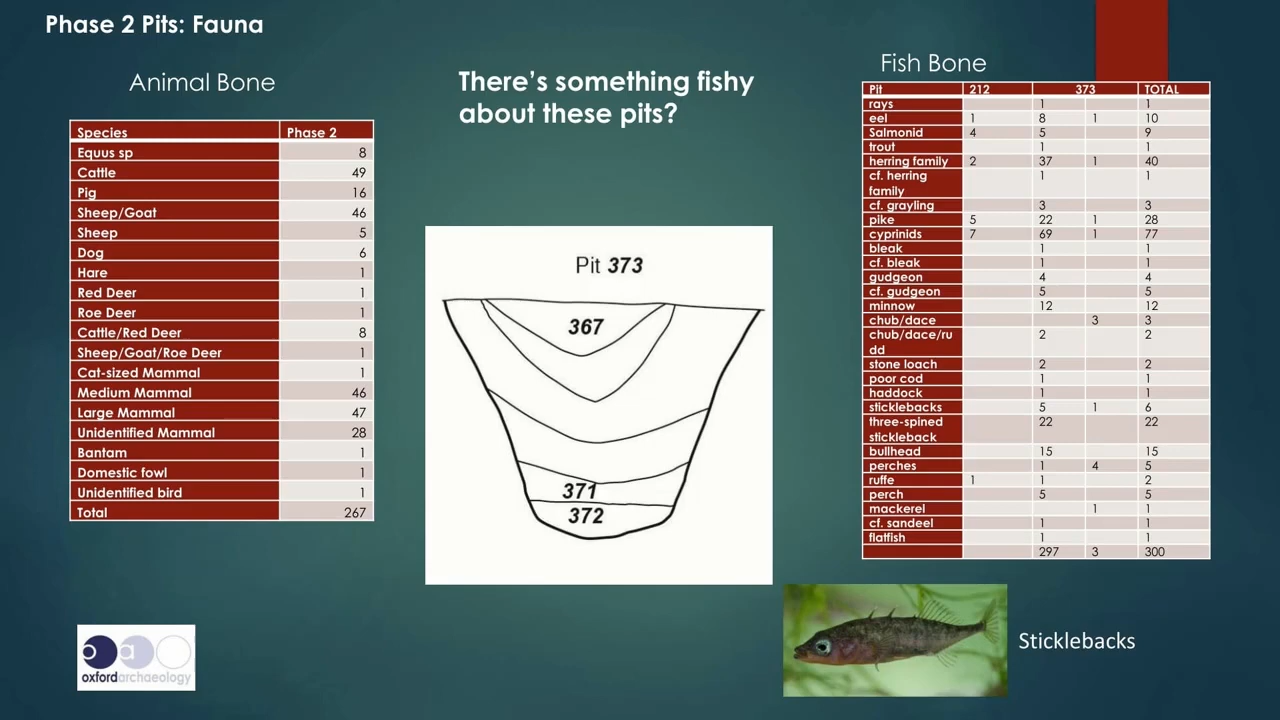 Phase 2 Pits: Fauna
Animal Bone
Species Phase 2
Equus sp 8
Cattle 49
Pig 16
Sheep/Goat 46
Sheep 5
Dog 6
Hare 1
Red Deer 1
Roe Deer 1
Cattle/Red Deer 8
Sheep/Goat/Roe Deer 1
Cat-sized Mammal 1
Medium Mammal 46
Large Mammal 47
Unidentified Mammal 28
Bantam 1
Domestic fowl 1
Unidentified bird 1
Total 267
There's something fishy
about these pits?
Pit 373
367
371
372
Fish Bone
Pit 212 373 TOTAL
rays 1 1
eel 1 8 1 10
Salmonid 4 5 9
trout 1 1
herring family 2 37 1 40
cf. herring
family 1 1
cf. grayling 3 3
pike 5 22 1 28
cyprinids 7 69 1 77
bleak 1 1
cf. bleak 1 1
gudgeon 4 4
cf. gudgeon 5 5
minnow 12 12
chub/dace 3 3
chub/dace/ru
dd 2 2
stone loach 2 2
poor cod 1 1
haddock 1 1
sticklebacks 5 1 6
three-spined
stickleback 22 22
bullhead 15 15
perches 1 4 5
ruffe 1 1 2
perch 5 5
mackerel 1 1
cf. sandeel 1 1
flatfish 1 1
297 3 300
Sticklebacks
o a
oxfordarchaeology